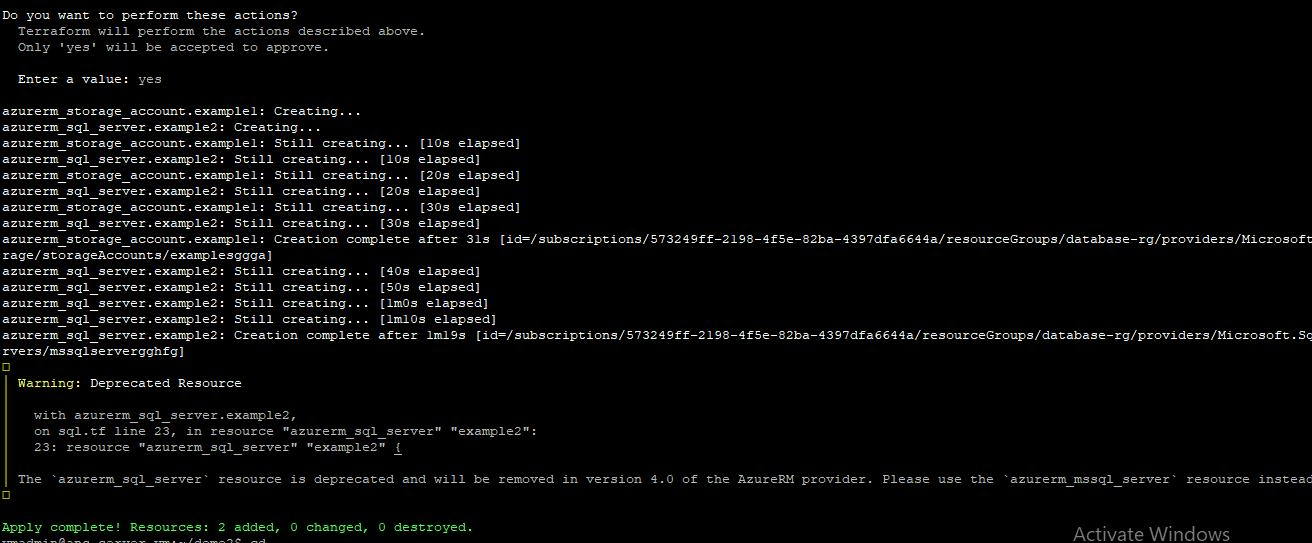 Do you want to perform these actions?
  Terraform will perform the actions described above.
  Only 'yes' will be accepted to approve.

  Enter a value: yes

azurerm_storage_account.example1: Creating...
azurerm_sql_server.example2: Creating...
azurerm_storage_account.example1: Still creating... [10s elapsed]
azurerm_sql_server.example2: Still creating... [10s elapsed]
azurerm_storage_account.example1: Still creating... [20s elapsed]
azurerm_sql_server.example2: Still creating... [20s elapsed]
azurerm_storage_account.example1: Still creating... [30s elapsed]
azurerm_sql_server.example2: Still creating... [30s elapsed]
azurerm_storage_account.example1: Creation complete after 31s [id=/subscriptions/573249ff-2198-4f5e-82ba-4397dfa6644a/resourceGroups/database-rg/providers/Microsoft
rage/storageAccounts/examplesggga]
azurerm_sql_server.example2: Still creating... [40s elapsed]
azurerm_sql_server.example2: Still creating... [50s elapsed]
azurerm_sql_server.example2: Still creating... [1m0s elapsed]
azurerm_sql_server.example2: Still creating... [1m10s elapsed]
azurerm_sql_server.example2: Creation complete after 1m19s [id=/subscriptions/573249ff-2198-4f5e-82ba-4397dfa6644a/resourceGroups/database-rg/providers/Microsoft.Sq
rvers/mssqlservergghfg]
Warning: Deprecated Resource

  with azurerm_sql_server.example2,
  on sql.tf line 23, in resource "azurerm_sql_server" "example2":
  23: resource "azurerm_sql_server" "example2" {

The `azurerm_sql_server` resource is deprecated and will be removed in version 4.0 of the AzureRM provider. Please use the `azurerm_mssql_server` resource instead

Apply complete! Resources: 2 added, 0 changed, 0 destroyed.
Activate Windows